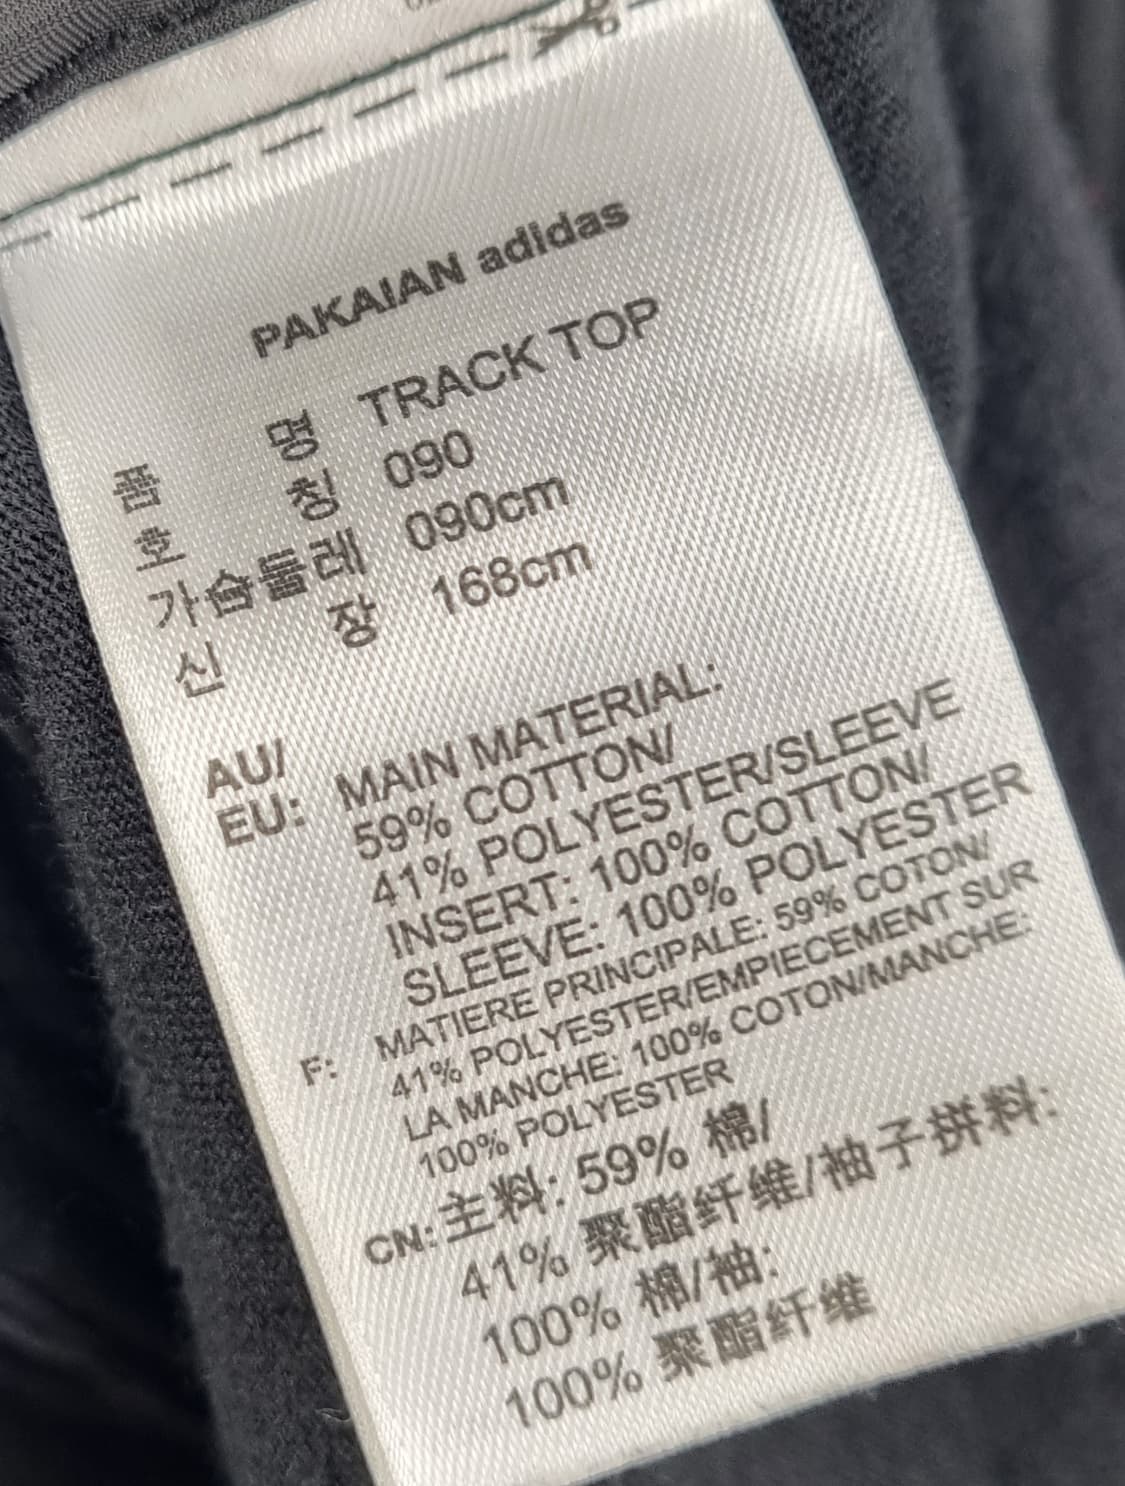 PAKAIAN adidas
품 명 TRACK TOP
호 칭 090
가슴둘레 090cm
신 장 168cm
AU/
EU: MAIN MATERIAL:
59% COTTON/
41% POLYESTER/SLEEVE
INSERT: 100% COTTON/
SLEEVE: 100% POLYESTER
F: MATIERE PRINCIPALE: 59% COTON/
41% POLYESTER/EMPIECEMENT SUR
LA MANCHE: 100% COTON/MANCHE:
100% POLYESTER
CN: 主料: 59% 棉/
41% 聚酯纤维/袖子拼料:
100% 棉/袖:
100% 聚酯纤维